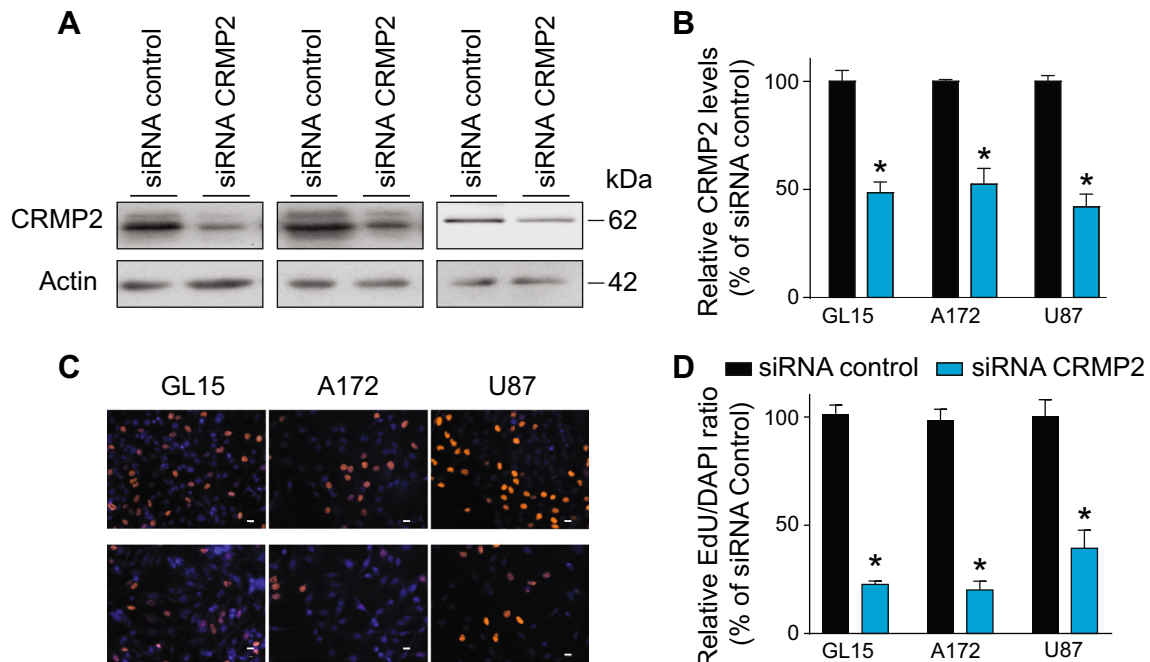 A
siRNA control
siRNA CRMP2
siRNA control
siRNA CRMP2
siRNA control
siRNA CRMP2
kDa
CRMP2
62
Actin
42
B
Relative CRMP2 levels
(% of siRNA control)
100
50
0
*
*
*
GL15
A172
U87
C
GL15
A172
U87
D
siRNA control
siRNA CRMP2
Relative EdU/DAPI ratio
(% of siRNA Control)
100
50
0
*
*
*
GL15
A172
U87